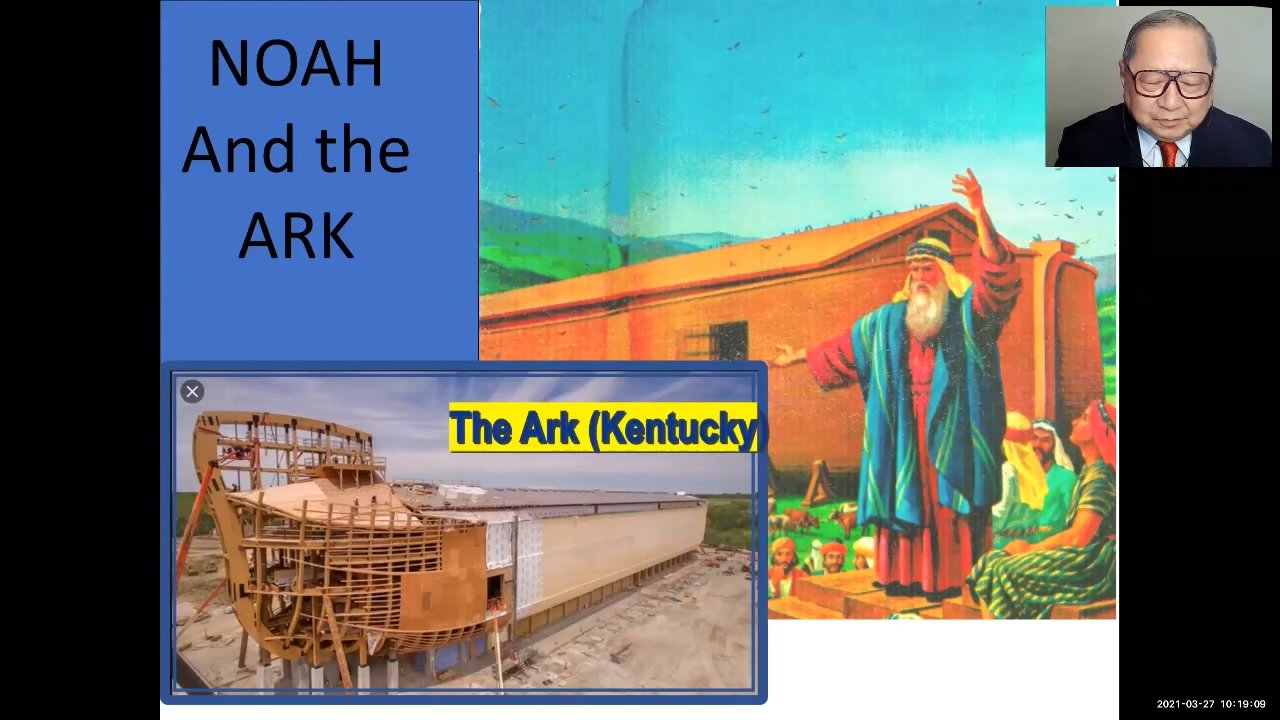 NOAH
And the
ARK
The Ark (Kentucky)
2021-03-27 10:19:09